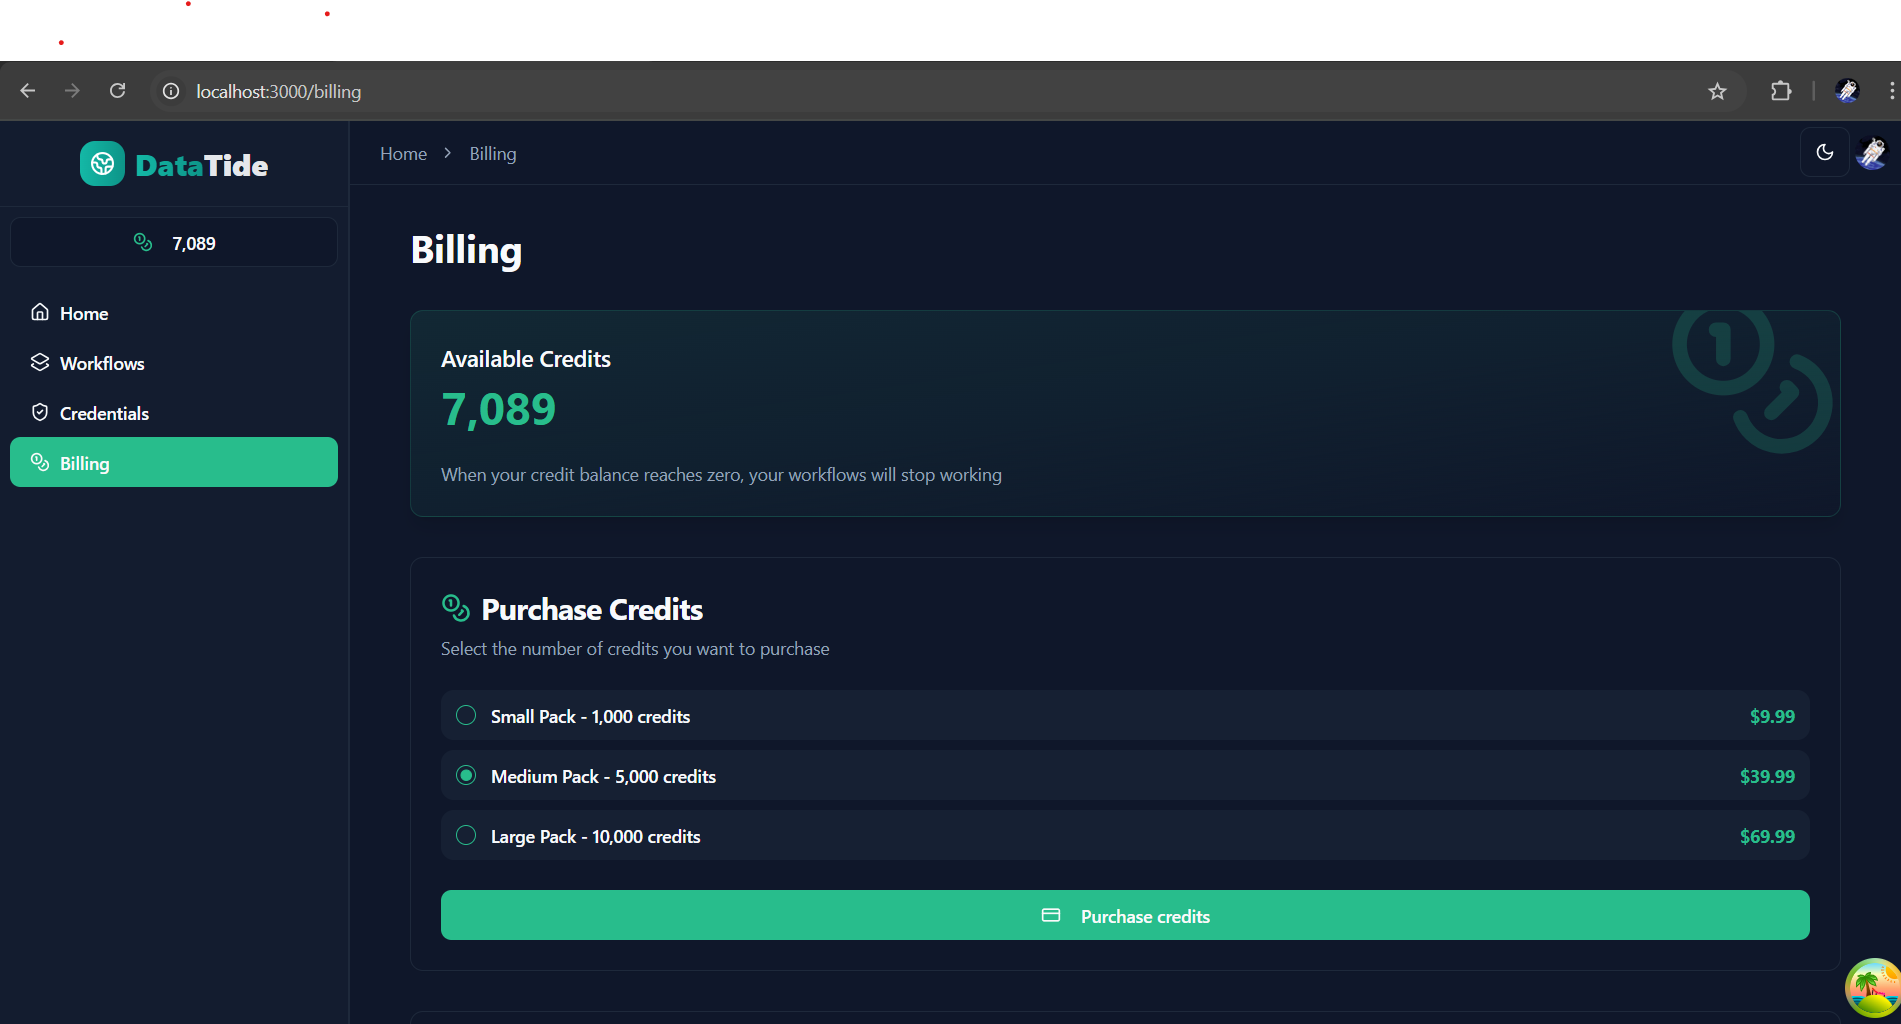 localhost:3000/billing
DataTide
Home > Billing
7,089
Home
Workflows
Credentials
Billing
Billing
Available Credits
7,089
When your credit balance reaches zero, your workflows will stop working
Purchase Credits
Select the number of credits you want to purchase
Small Pack - 1,000 credits $9.99
Medium Pack - 5,000 credits $39.99
Large Pack - 10,000 credits $69.99
Purchase credits